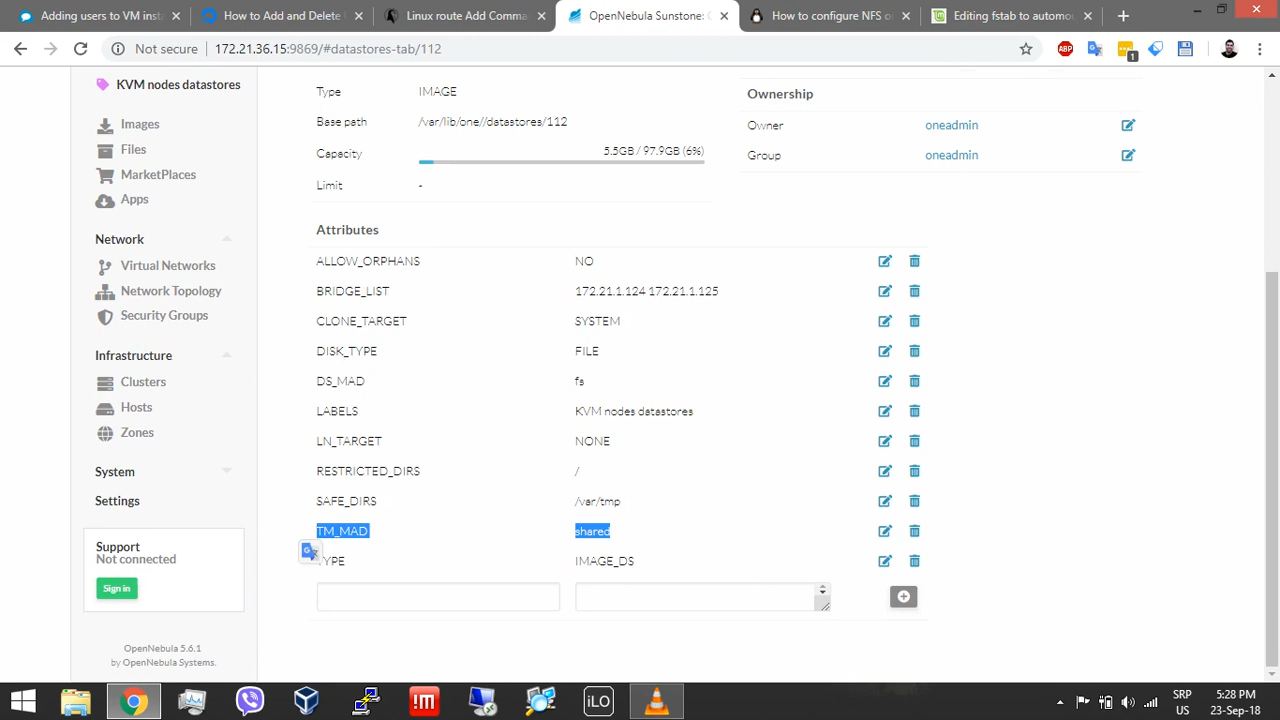 Adding users to VM inst
How to Add and Delete
Linux route Add Comma
OpenNebula Sunstone:
How to configure NFS o
Editing fstab to automou
Not secure 172.21.36.15:9869/#datastores-tab/112
ABP
1
KVM nodes datastores
Images
Files
MarketPlaces
Apps
Network
Virtual Networks
Network Topology
Security Groups
Infrastructure
Clusters
Hosts
Zones
System
Settings
Support
Not connected
Sign in
OpenNebula 5.6.1
by OpenNebula Systems.
Type IMAGE
Base path /var/lib/one//datastores/112
Capacity 5.5GB / 97.9GB (6%)
Limit -
Ownership
Owner oneadmin
Group oneadmin
Attributes
ALLOW_ORPHANS NO
BRIDGE_LIST 172.21.1.124 172.21.1.125
CLONE_TARGET SYSTEM
DISK_TYPE FILE
DS_MAD fs
LABELS KVM nodes datastores
LN_TARGET NONE
RESTRICTED_DIRS /
SAFE_DIRS /var/tmp
TM_MAD shared
TYPE IMAGE_DS
!m
iLO
SRP
US
5:28 PM
23-Sep-18